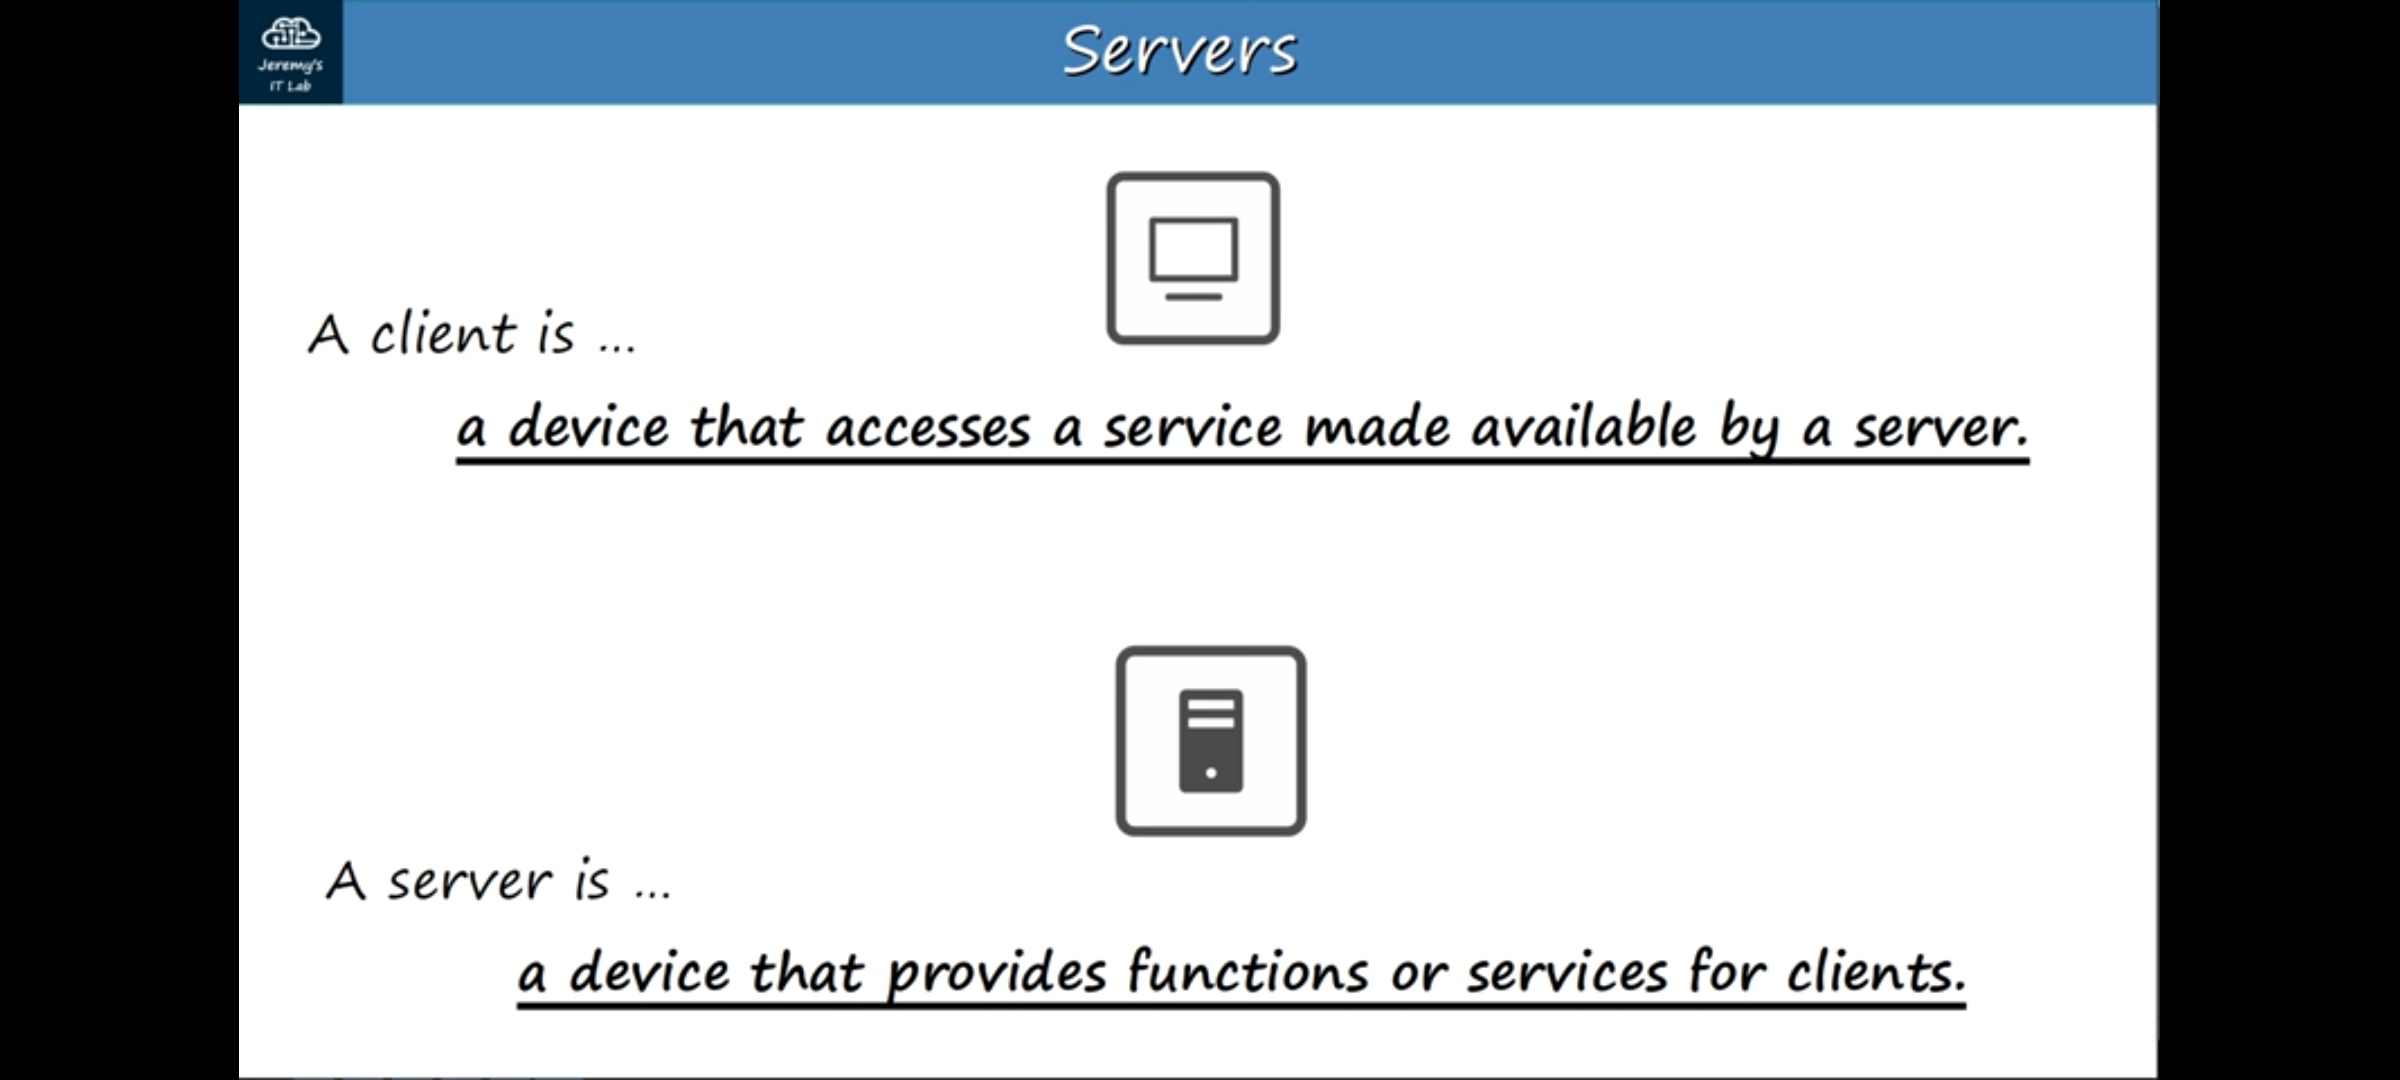 Jeremy's
IT Lab
Servers
A client is ...
a device that accesses a service made available by a server.
A server is ...
a device that provides functions or services for clients.